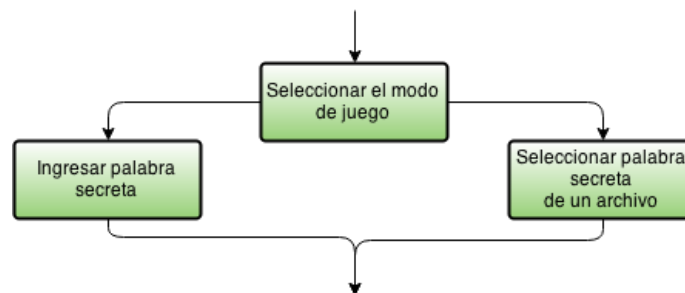 Seleccionar el modo
de juego
Ingresar palabra
secreta
Seleccionar palabra
secreta
de un archivo